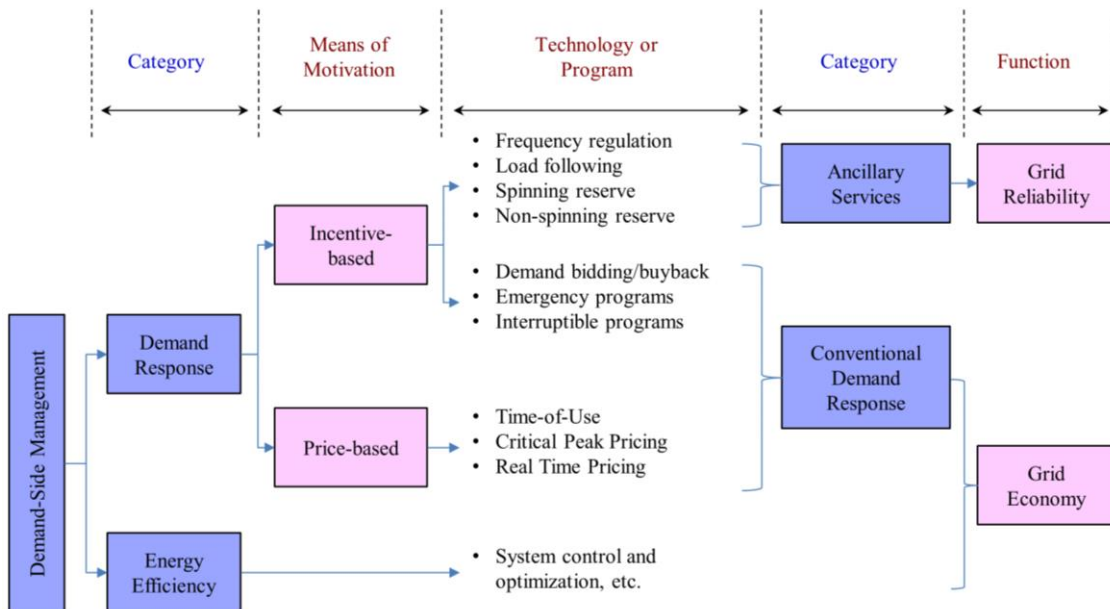 Category
Means of
Motivation
Technology or
Program
Category
Function
• Frequency regulation
• Load following
• Spinning reserve
• Non-spinning reserve
Ancillary
Services
Grid
Reliability
Incentive-
based
• Demand bidding/buyback
• Emergency programs
• Interruptible programs
Demand-Side Management
Demand
Response
Conventional
Demand
Response
Price-based
• Time-of-Use
• Critical Peak Pricing
• Real Time Pricing
Grid
Economy
Energy
Efficiency
• System control and
optimization, etc.